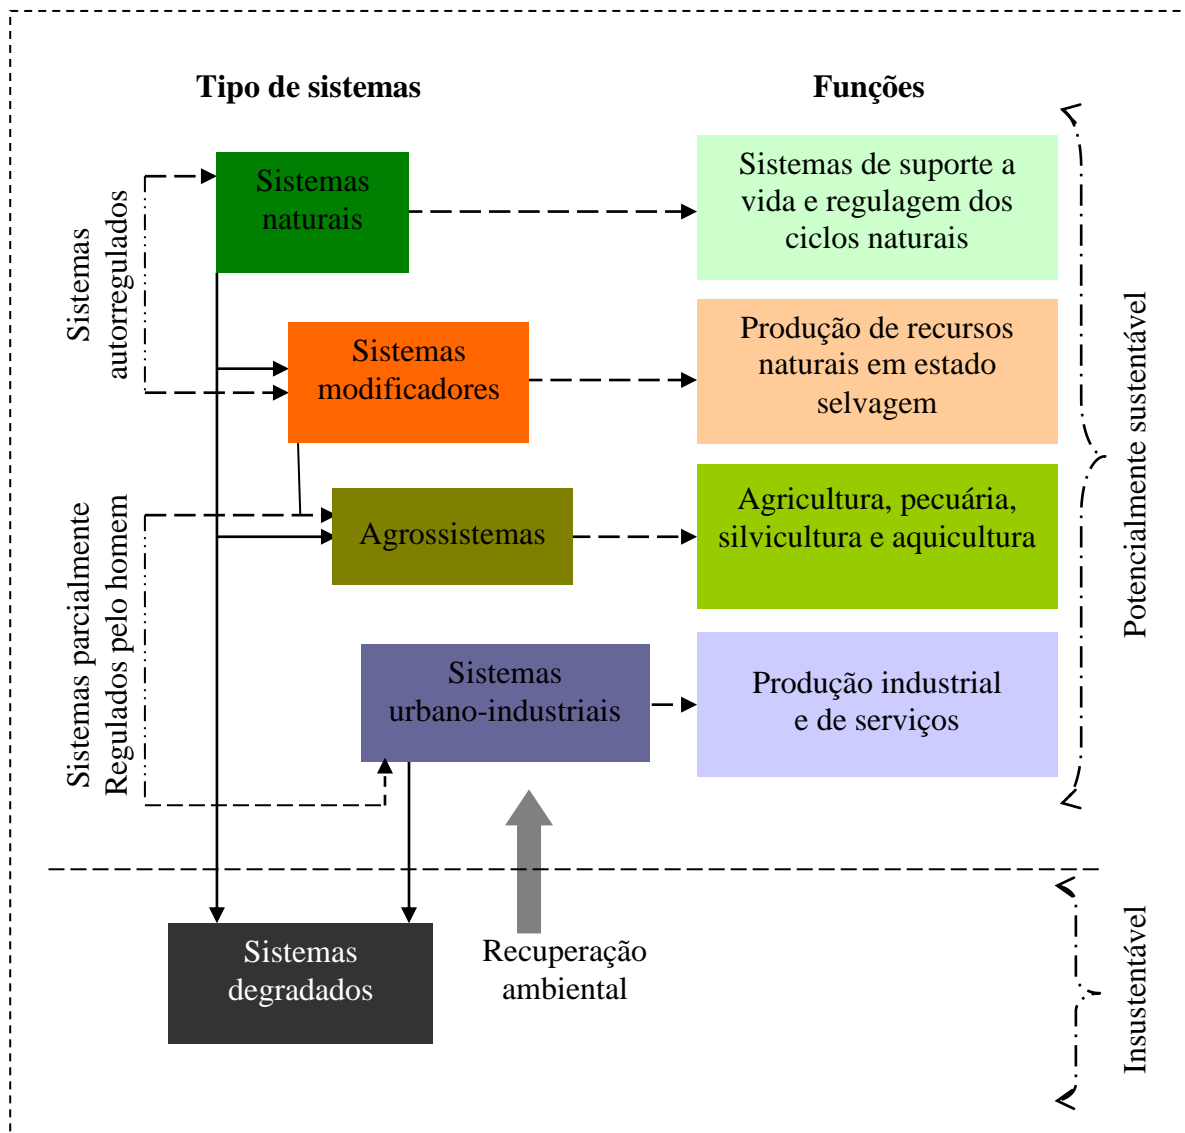 Tipo de sistemas
Funções
Sistemas
autorregulados
Sistemas
naturais
Sistemas de suporte a
vida e regulagem dos
ciclos naturais
Sistemas
modificadores
Produção de recursos
naturais em estado
selvagem
Potencialmente sustentável
Sistemas parcialmente
Regulados pelo homem
Agrossistemas
Agricultura, pecuária,
silvicultura e aquicultura
Sistemas
urbano-industriais
Produção industrial
e de serviços
Sistemas
degradados
Recuperação
ambiental
Insustentável